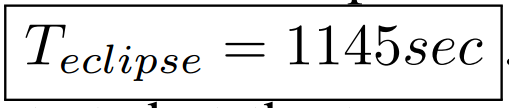 T_{eclipse} = 1145sec.